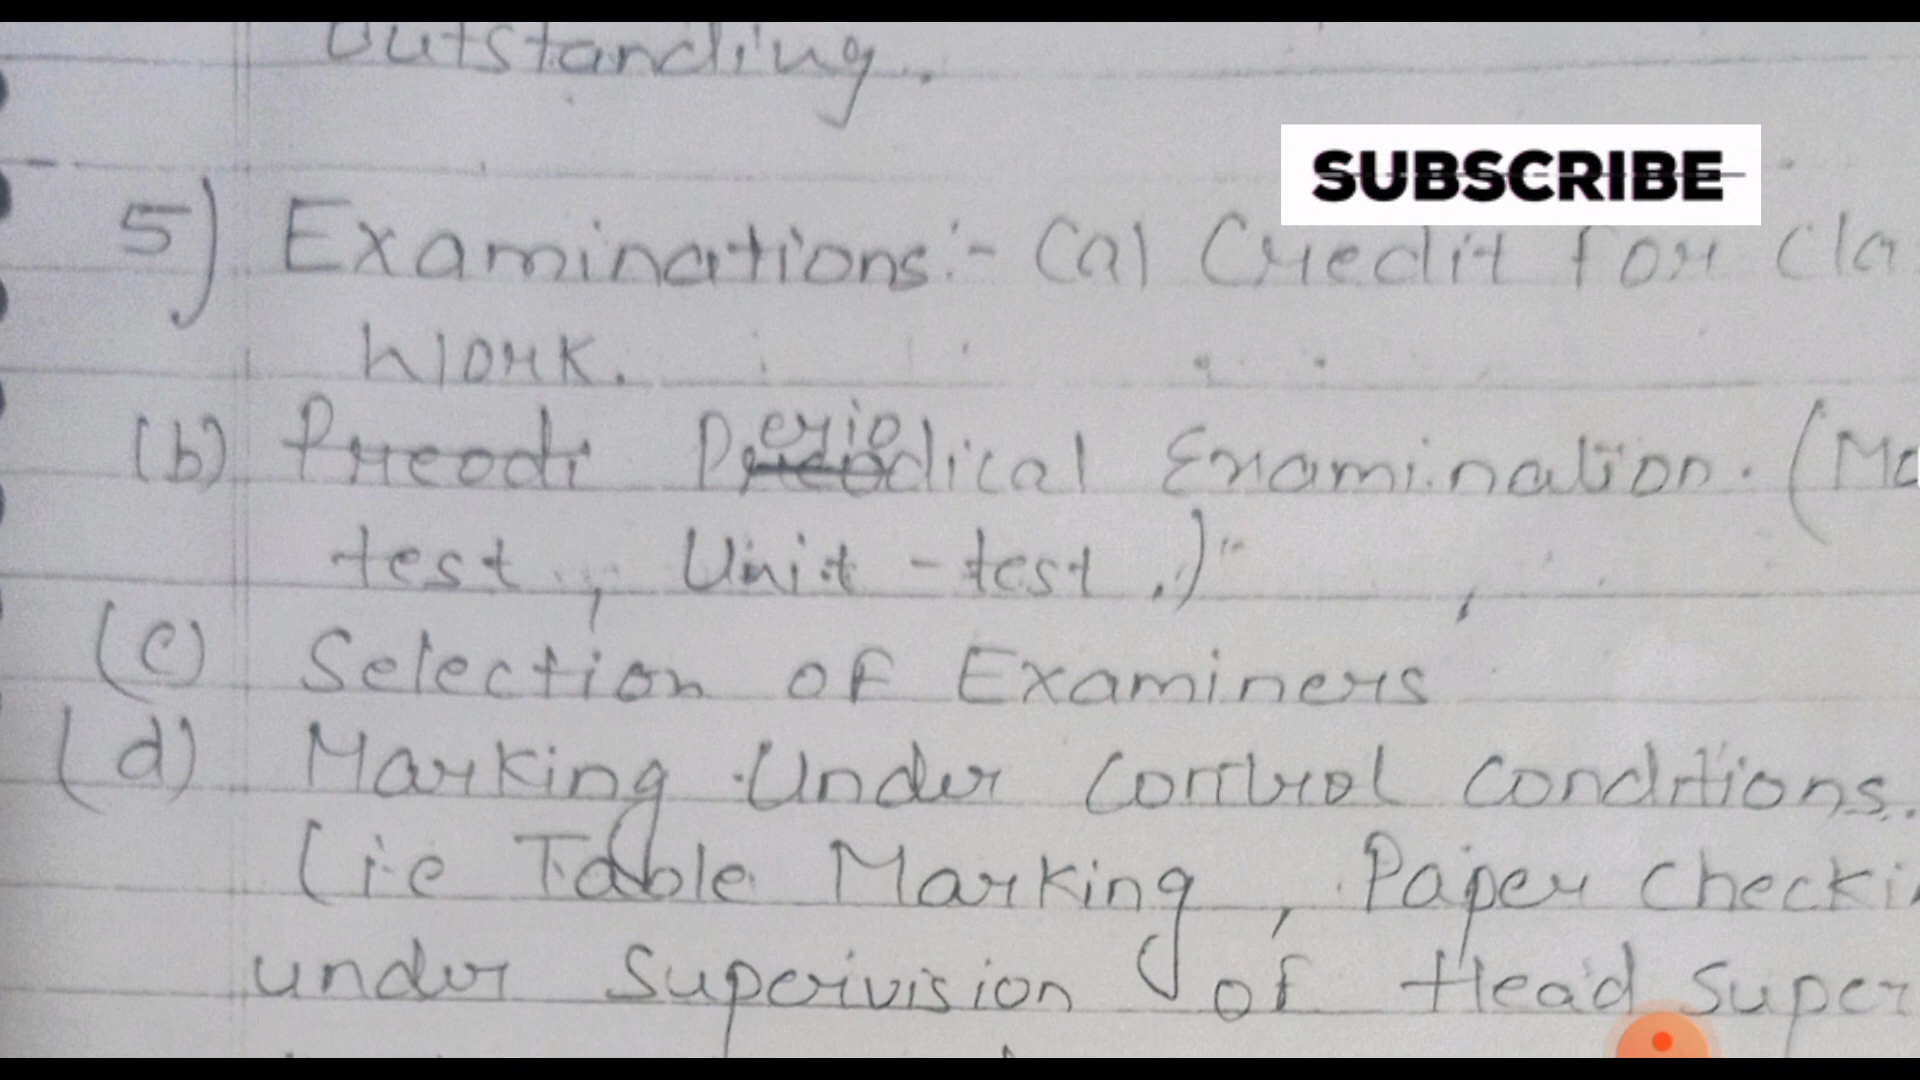 Outstanding.
SUBSCRIBE
5) Examinations:- (a) Credit for Cla
Work.
(b) Preodi Periodical Examination. (Mo
test, Unit-test.)
(c) Selection of Examiners
(d) Marking Under Control Conditions.
(i.e Table Marking, Paper Checki
under Supervision of Head Super